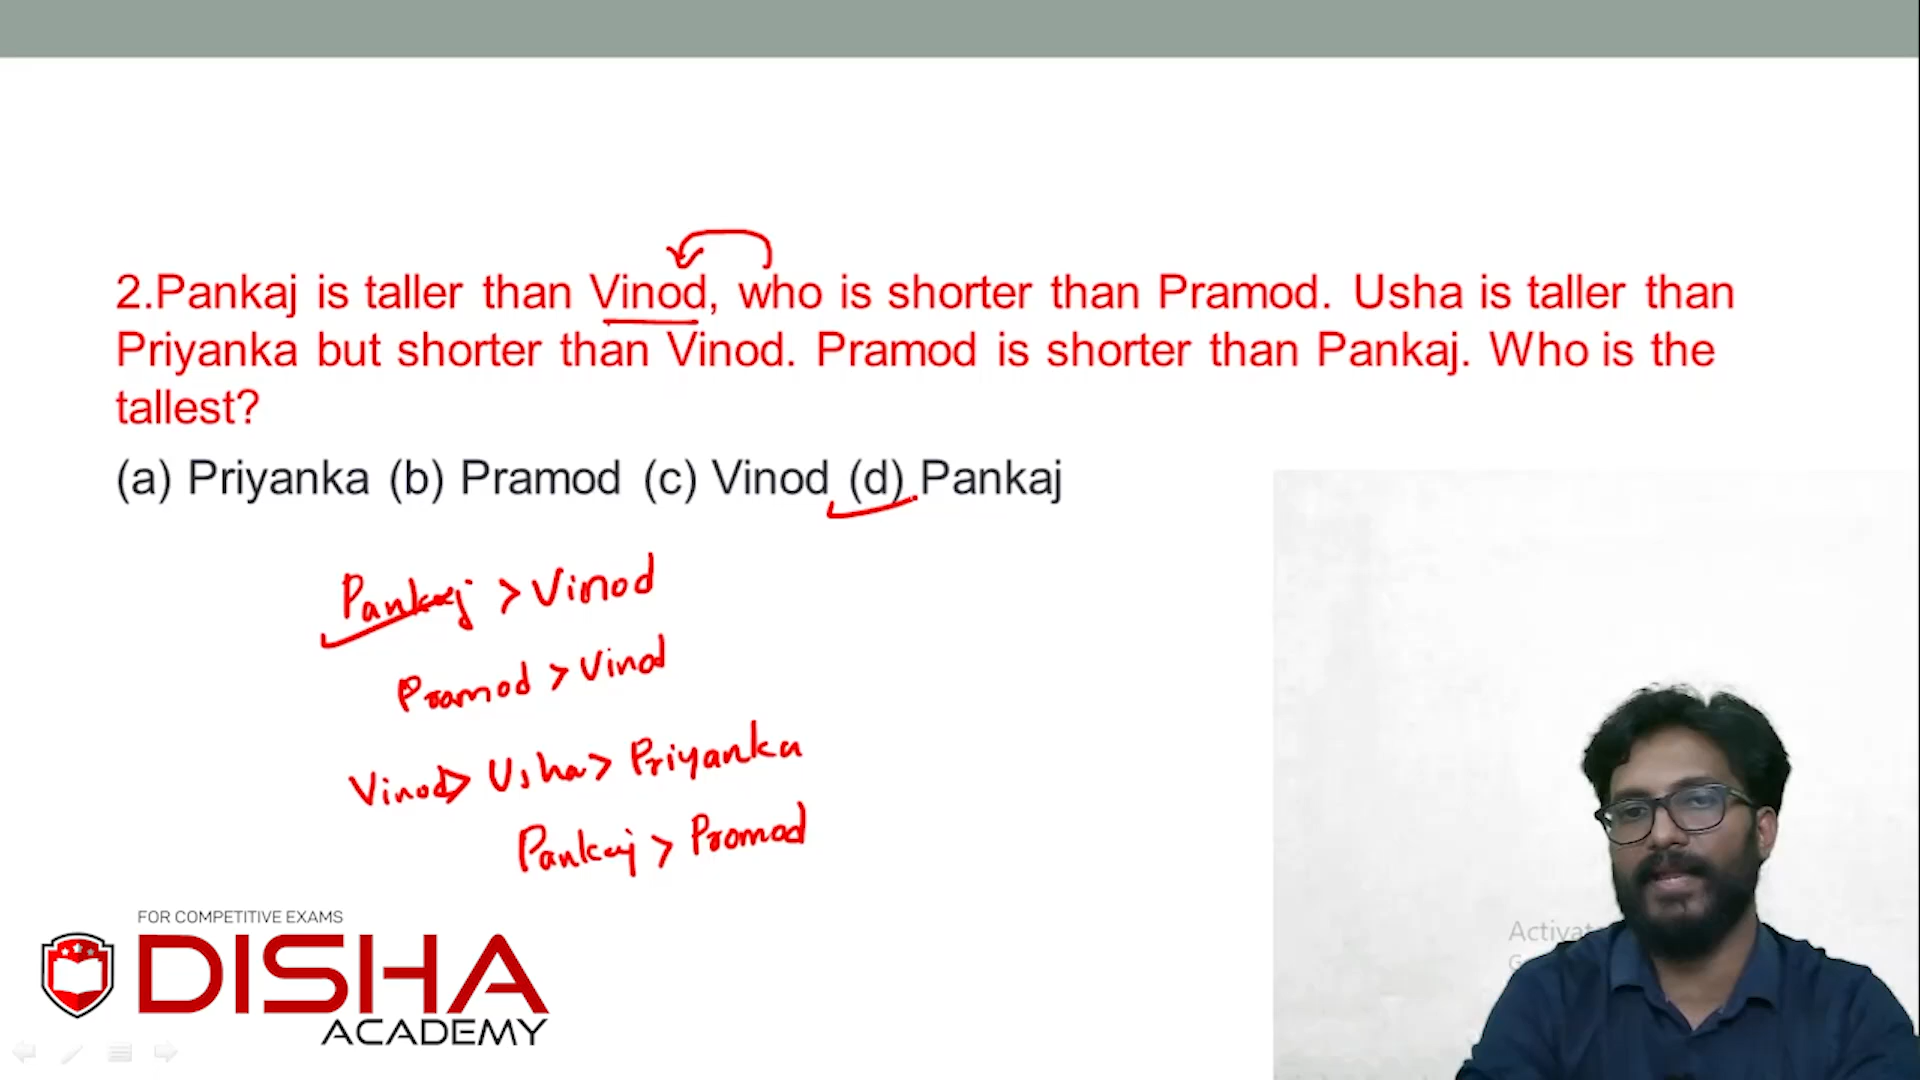 2.Pankaj is taller than Vinod, who is shorter than Pramod. Usha is taller than
Priyanka but shorter than Vinod. Pramod is shorter than Pankaj. Who is the
tallest?
(a) Priyanka (b) Pramod (c) Vinod (d) Pankaj
Pankaj > Vinod
Pramod > Vinod
Vinod > Usha > Priyanka
Pankaj > Promod
FOR COMPETITIVE EXAMS
DISHA
ACADEMY